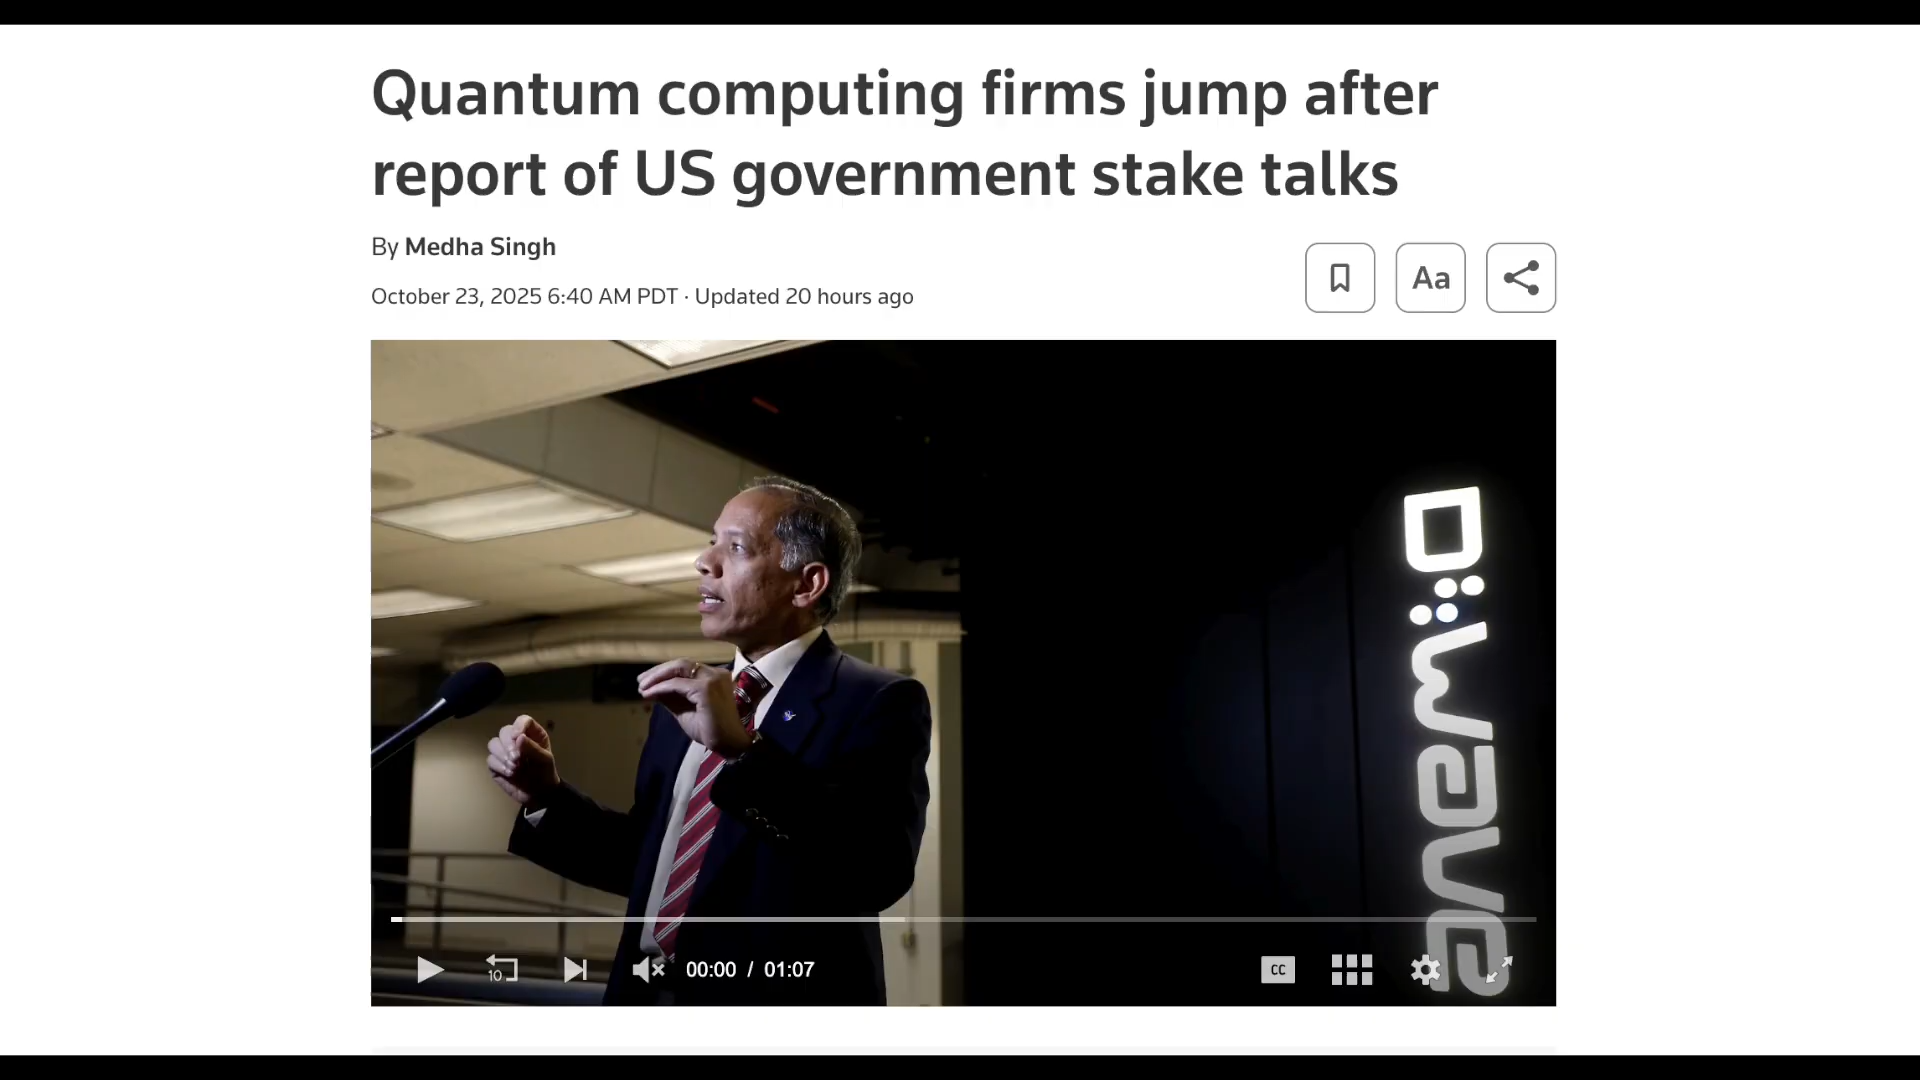 Quantum computing firms jump after
report of US government stake talks
By Medha Singh
October 23, 2025 6:40 AM PDT · Updated 20 hours ago
Aa
D:wave
10
00:00 / 01:07
CC